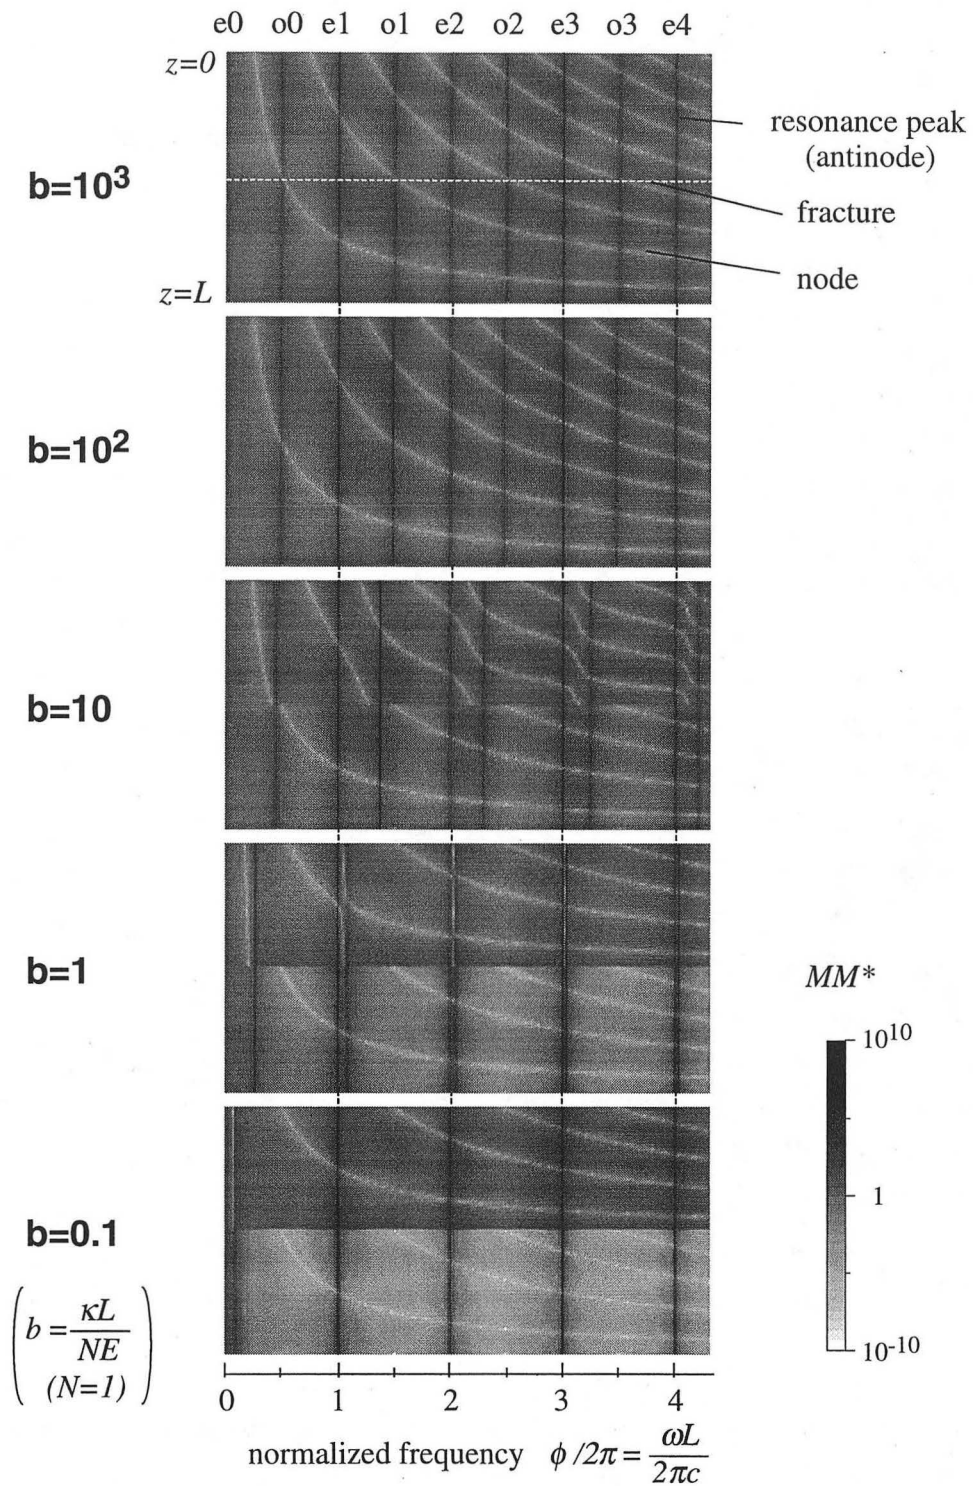 e0 o0 e1 o1 e2 o2 e3 o3 e4
z=0
resonance peak
(antinode)
b=10³
fracture
node
z=L
b=10²
b=10
b=1
MM*
10¹⁰
1
10⁻¹⁰
b=0.1
(b = κL/NE
(N=1))
0 1 2 3 4
normalized frequency ϕ/2π = ωL/2πc